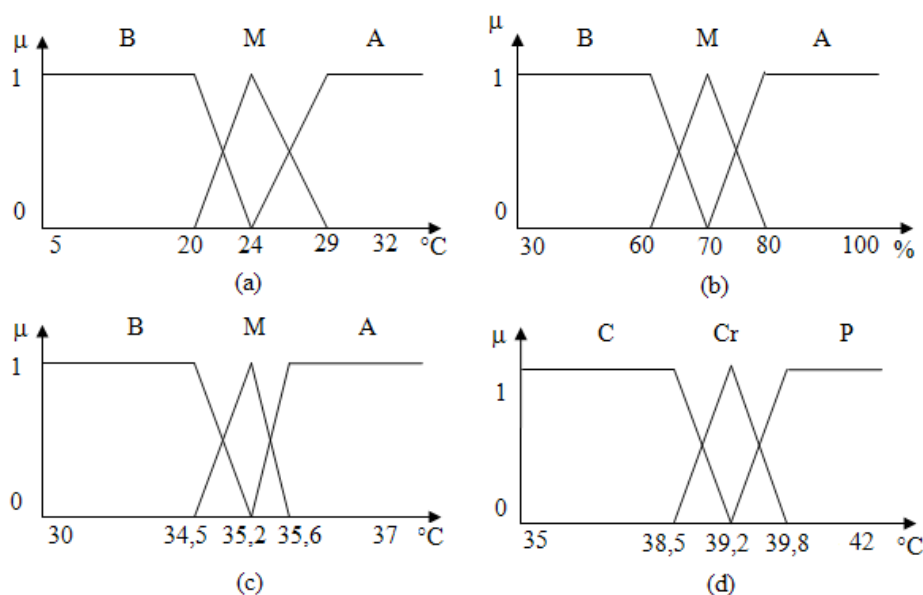 μ B M A
1
0
5 20 24 29 32 °C
(a)
μ B M A
1
0
30 60 70 80 100 %
(b)
μ B M A
1
0
30 34,5 35,2 35,6 37 °C
(c)
μ C Cr P
1
0
35 38,5 39,2 39,8 42 °C
(d)